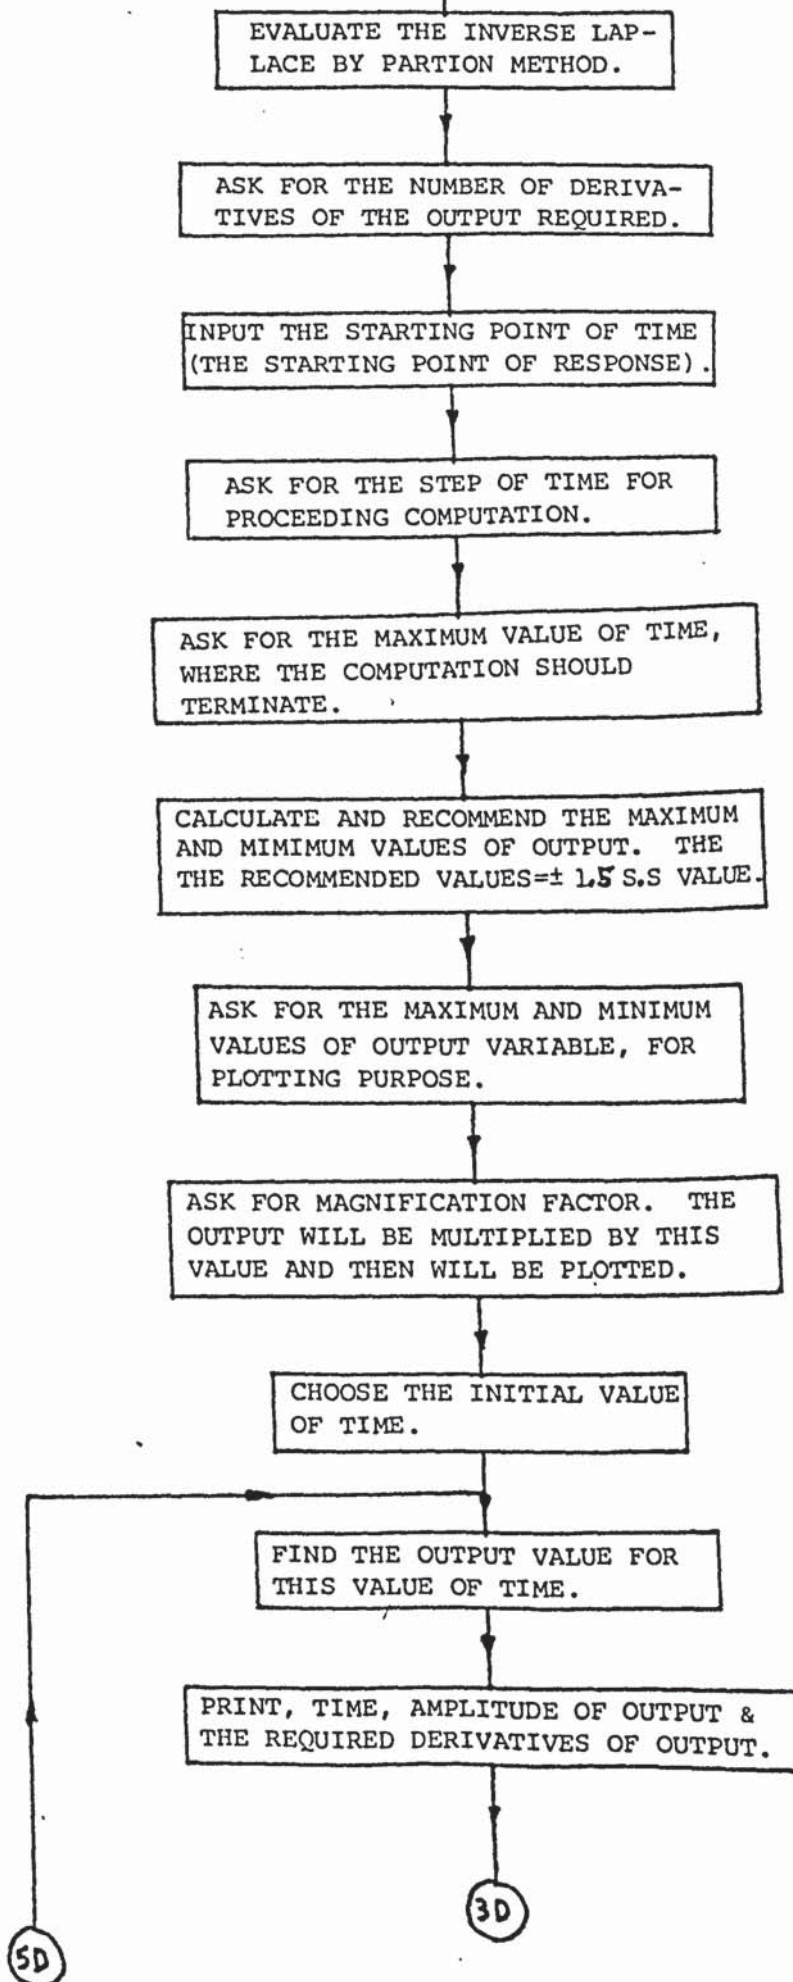 EVALUATE THE INVERSE LAP-
LACE BY PARTION METHOD.
ASK FOR THE NUMBER OF DERIVA-
TIVES OF THE OUTPUT REQUIRED.
INPUT THE STARTING POINT OF TIME
(THE STARTING POINT OF RESPONSE).
ASK FOR THE STEP OF TIME FOR
PROCEEDING COMPUTATION.
ASK FOR THE MAXIMUM VALUE OF TIME,
WHERE THE COMPUTATION SHOULD
TERMINATE.
CALCULATE AND RECOMMEND THE MAXIMUM
AND MIMIMUM VALUES OF OUTPUT. THE
THE RECOMMENDED VALUES=± 1.5 S.S VALUE.
ASK FOR THE MAXIMUM AND MINIMUM
VALUES OF OUTPUT VARIABLE, FOR
PLOTTING PURPOSE.
ASK FOR MAGNIFICATION FACTOR. THE
OUTPUT WILL BE MULTIPLIED BY THIS
VALUE AND THEN WILL BE PLOTTED.
CHOOSE THE INITIAL VALUE
OF TIME.
FIND THE OUTPUT VALUE FOR
THIS VALUE OF TIME.
PRINT, TIME, AMPLITUDE OF OUTPUT &
THE REQUIRED DERIVATIVES OF OUTPUT.
3D
5D